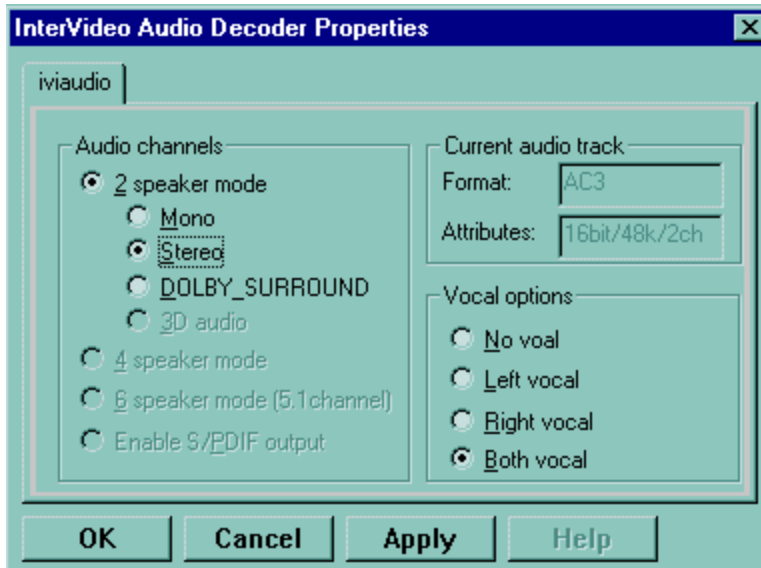 InterVideo Audio Decoder Properties
iviaudio
Audio channels
2 speaker mode
Mono
Stereo
DOLBY_SURROUND
3D audio
4 speaker mode
6 speaker mode (5.1channel)
Enable S/PDIF output
Current audio track
Format: AC3
Attributes: 16bit/48k/2ch
Vocal options
No voal
Left vocal
Right vocal
Both vocal
OK Cancel Apply Help